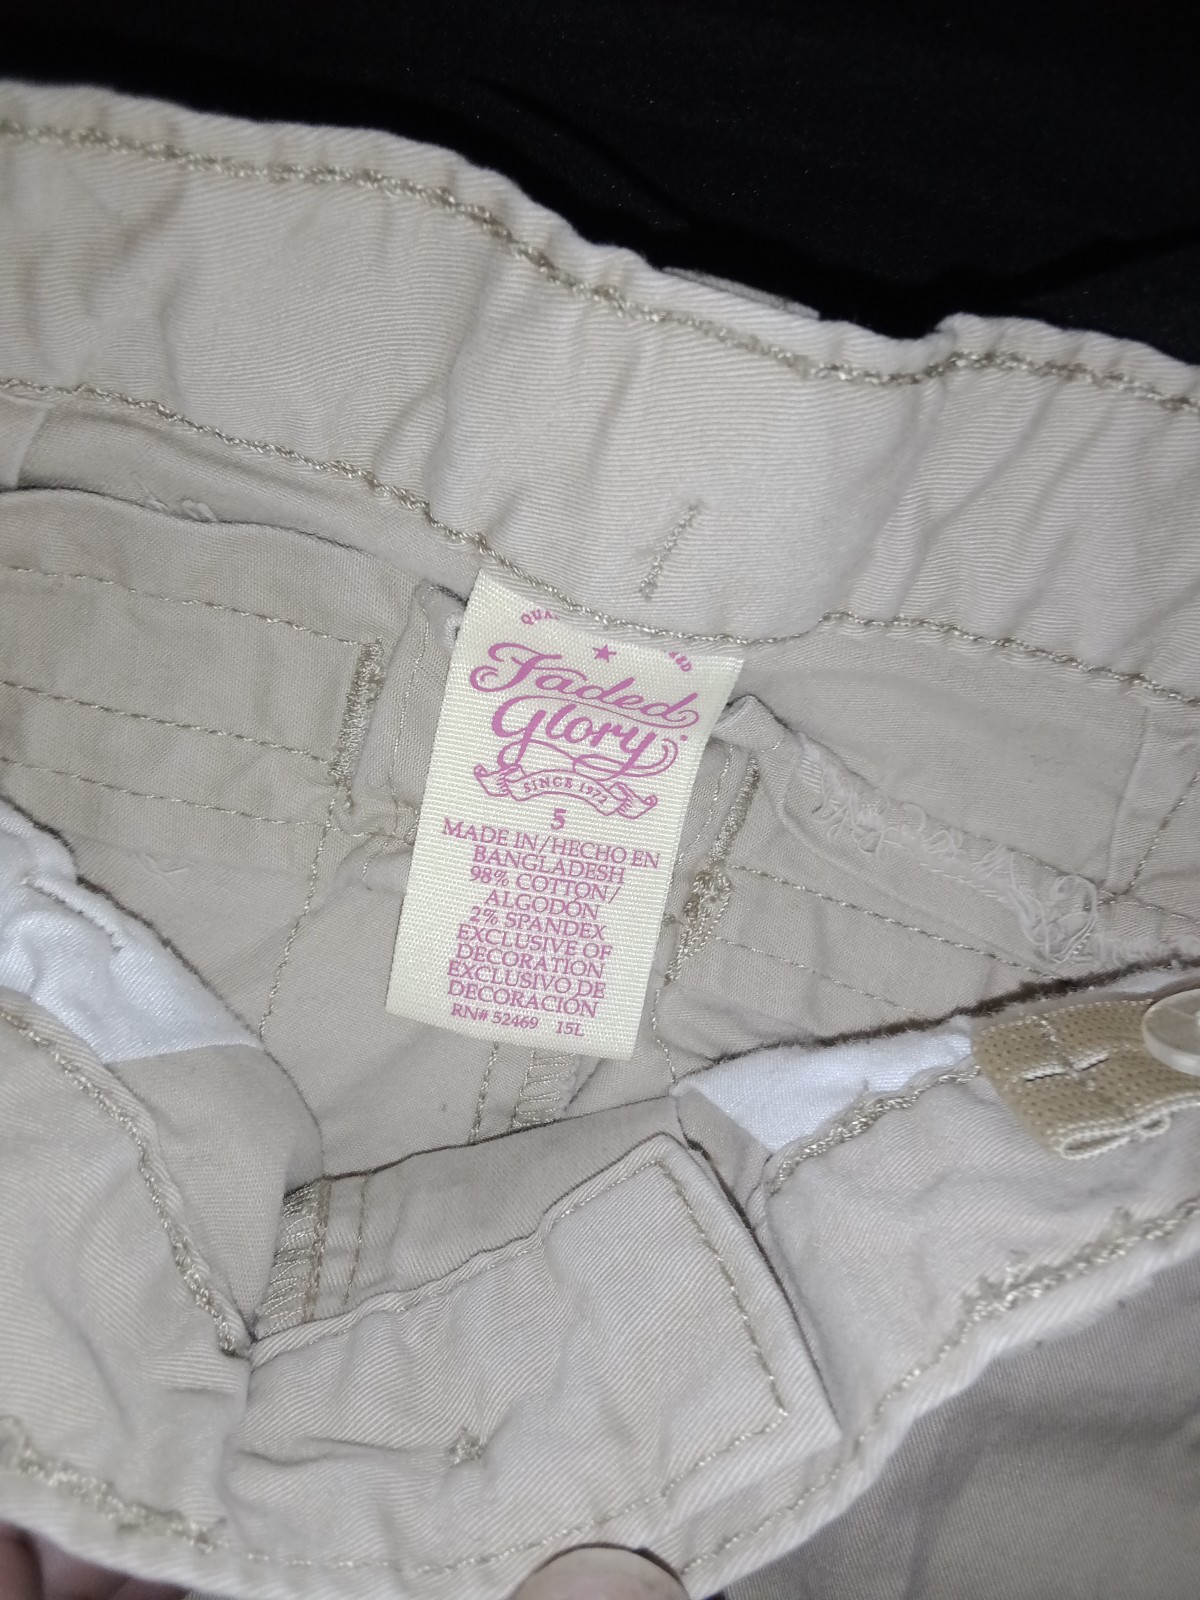 Faded
Glory
SINCE 1972
5
MADE IN/HECHO EN
BANGLADESH
98% COTTON/
ALGODÓN
2% SPANDEX
EXCLUSIVE OF
DECORATION
EXCLUSIVO DE
DECORACIÓN
RN# 52469 15L